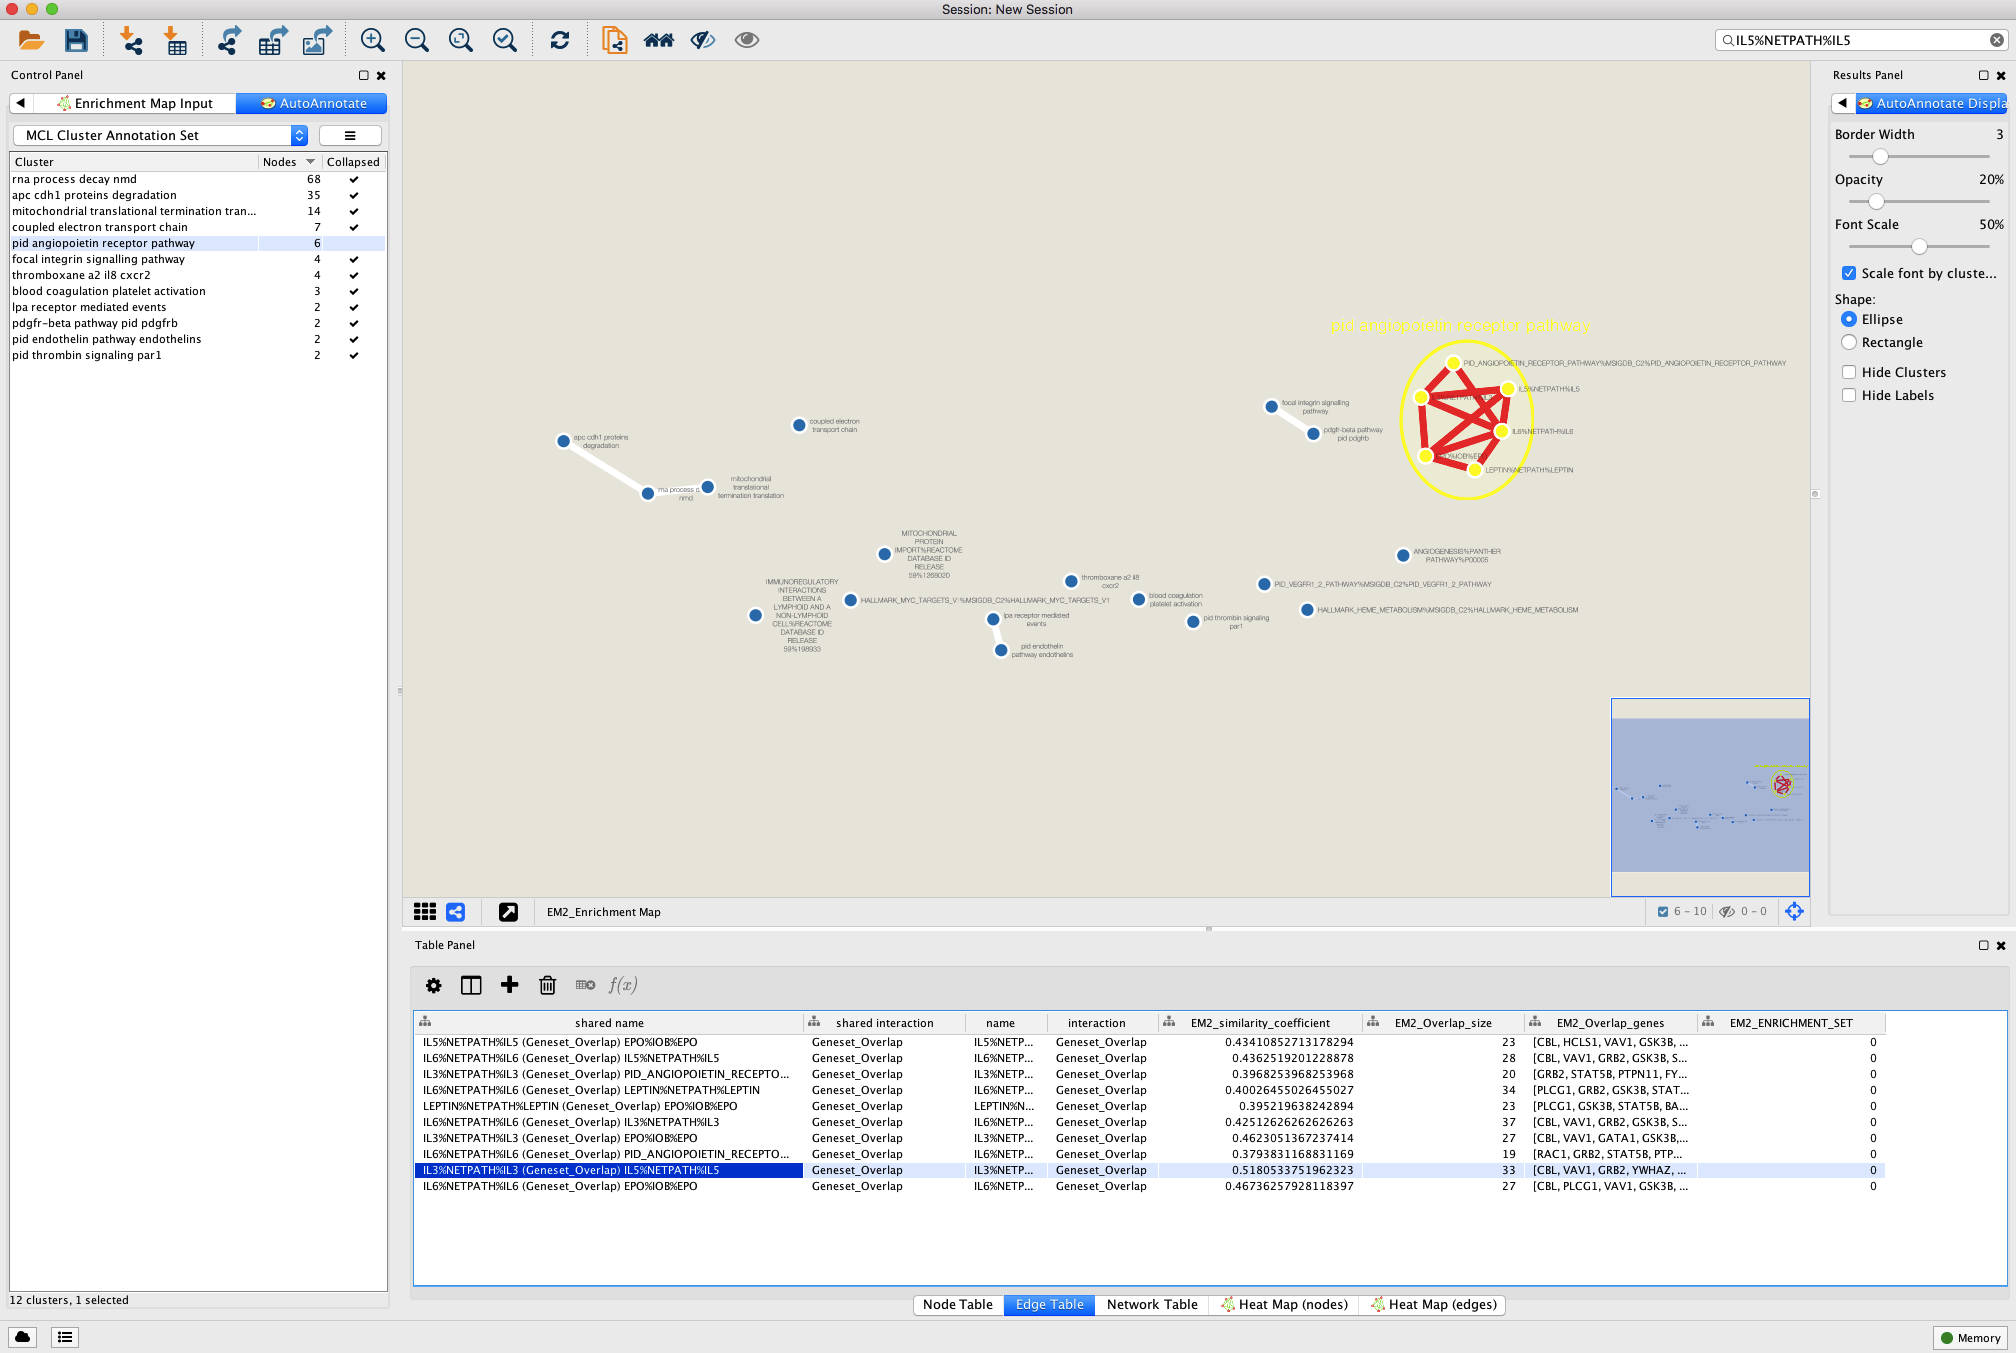 Session: New Session
IL5%NETPATH%IL5
Control Panel
Enrichment Map Input
AutoAnnotate
MCL Cluster Annotation Set
Cluster Nodes Collapsed
rna process decay nmd 68
apc cdh1 proteins degradation 35
mitochondrial translational termination tran... 14
coupled electron transport chain 7
pid angiopoietin receptor pathway 6
focal integrin signalling pathway 4
thromboxane a2 il8 cxcr2 4
blood coagulation platelet activation 3
lpa receptor mediated events 2
pdgfr-beta pathway pid pdgfrb 2
pid endothelin pathway endothelins 2
pid thrombin signaling par1 2
12 clusters, 1 selected
pid angiopoietin receptor pathway
PID_ANGIOPOIETIN_RECEPTOR_PATHWAY%MSIGDB_C2%PID_ANGIOPOIETIN_RECEPTOR_PATHWAY
IL5%NETPATH%IL5
IL6%NETPATH%IL6
LEPTIN%NETPATH%LEPTIN
focal integrin signalling
pathway
pdgfr-beta pathway
pid pdgfrb
coupled electron
transport chain
apc cdh1 proteins
degradation
rna process
nmd
mitochondrial
translational
termination translation
MITOCHONDRIAL
PROTEIN
IMPORT%REACTOME
DATABASE ID
RELEASE
59%1268020
IMMUNOREGULATORY
INTERACTIONS
BETWEEN A
LYMPHOID AND A
NON-LYMPHOID
CELL%REACTOME
DATABASE ID
RELEASE
59%198933
HALLMARK_MYC_TARGETS_V1%MSIGDB_C2%HALLMARK_MYC_TARGETS_V1
thromboxane a2 il8
cxcr2
blood coagulation
platelet activation
lpa receptor mediated
events
pid endothelin
pathway endothelins
pid thrombin signaling
par1
ANGIOGENESIS%PANTHER
PATHWAY%P00005
PID_VEGFR1_2_PATHWAY%MSIGDB_C2%PID_VEGFR1_2_PATHWAY
HALLMARK_HEME_METABOLISM%MSIGDB_C2%HALLMARK_HEME_METABOLISM
EM2_Enrichment Map
6 - 10
0 - 0
Results Panel
AutoAnnotate Displa
Border Width 3
Opacity 20%
Font Scale 50%
Scale font by cluste...
Shape:
Ellipse
Rectangle
Hide Clusters
Hide Labels
Table Panel
f(x)
shared name shared interaction name interaction EM2_similarity_coefficient EM2_Overlap_size EM2_Overlap_genes EM2_ENRICHMENT_SET
IL5%NETPATH%IL5 (Geneset_Overlap) EPO%IOB%EPO Geneset_Overlap IL5%NETP... Geneset_Overlap 0.43410852713178294 23 [CBL, HCLS1, VAV1, GSK3B, ... 0
IL6%NETPATH%IL6 (Geneset_Overlap) IL5%NETPATH%IL5 Geneset_Overlap IL6%NETP... Geneset_Overlap 0.4362519201228878 28 [CBL, VAV1, GRB2, GSK3B, S... 0
IL3%NETPATH%IL3 (Geneset_Overlap) PID_ANGIOPOIETIN_RECEPTO... Geneset_Overlap IL3%NETP... Geneset_Overlap 0.3968253968253968 20 [GRB2, STAT5B, PTPN11, FY... 0
IL6%NETPATH%IL6 (Geneset_Overlap) LEPTIN%NETPATH%LEPTIN Geneset_Overlap IL6%NETP... Geneset_Overlap 0.40026455026455027 34 [PLCG1, GRB2, GSK3B, STAT... 0
LEPTIN%NETPATH%LEPTIN (Geneset_Overlap) EPO%IOB%EPO Geneset_Overlap LEPTIN%N... Geneset_Overlap 0.395219638242894 23 [PLCG1, GSK3B, STAT5B, BA... 0
IL6%NETPATH%IL6 (Geneset_Overlap) IL3%NETPATH%IL3 Geneset_Overlap IL6%NETP... Geneset_Overlap 0.42512626262626263 37 [CBL, VAV1, GRB2, GSK3B, S... 0
IL3%NETPATH%IL3 (Geneset_Overlap) EPO%IOB%EPO Geneset_Overlap IL3%NETP... Geneset_Overlap 0.4623051367237414 27 [CBL, VAV1, GATA1, GSK3B,... 0
IL6%NETPATH%IL6 (Geneset_Overlap) PID_ANGIOPOIETIN_RECEPTO... Geneset_Overlap IL6%NETP... Geneset_Overlap 0.3793831168831169 19 [RAC1, GRB2, STAT5B, PTP... 0
IL3%NETPATH%IL3 (Geneset_Overlap) IL5%NETPATH%IL5 Geneset_Overlap IL3%NETP... Geneset_Overlap 0.5180533751962323 33 [CBL, VAV1, GRB2, YWHAZ, ... 0
IL6%NETPATH%IL6 (Geneset_Overlap) EPO%IOB%EPO Geneset_Overlap IL6%NETP... Geneset_Overlap 0.46736257928118397 27 [CBL, PLCG1, VAV1, GSK3B, ... 0
Node Table
Edge Table
Network Table
Heat Map (nodes)
Heat Map (edges)
Memory